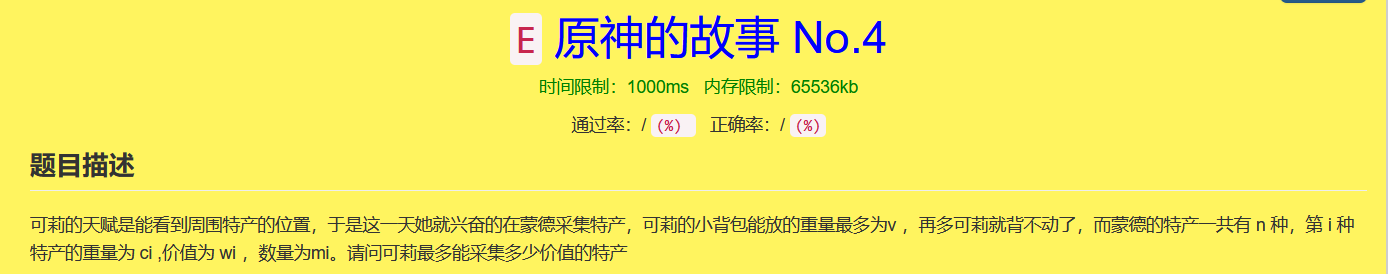 E 原神的故事 No.4
时间限制：1000ms 内存限制：65536kb
通过率：/ (%) 正确率：/ (%)
题目描述
可莉的天赋是能看到周围特产的位置，于是这一天她就兴奋的在蒙德采集特产，可莉的小背包能放的重量最多为v ，再多可莉就背不动了，而蒙德的特产一共有 n 种，第 i 种
特产的重量为 ci ,价值为 wi ，数量为mi。请问可莉最多能采集多少价值的特产